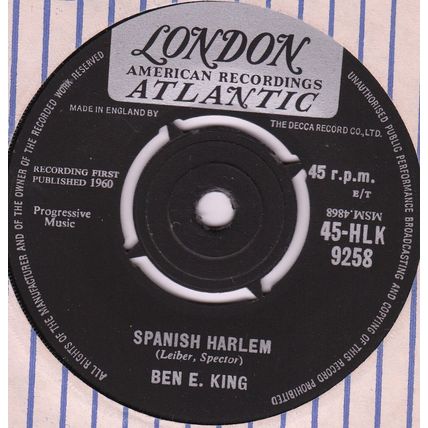 LONDON
AMERICAN RECORDINGS
ATLANTIC
MADE IN ENGLAND BY
THE DECCA RECORD CO., LTD.
RECORDING FIRST
PUBLISHED 1960
45 r.p.m.
E/T
Progressive
Music
MSM.4868
45-HLK
9258
SPANISH HARLEM
(Leiber, Spector)
BEN E. KING
ALL RIGHTS OF THE MANUFACTURER AND OF THE OWNER OF THE RECORDED WORK RESERVED
UNAUTHORISED PUBLIC PERFORMANCE BROADCASTING AND COPYING OF THIS RECORD PROHIBITED